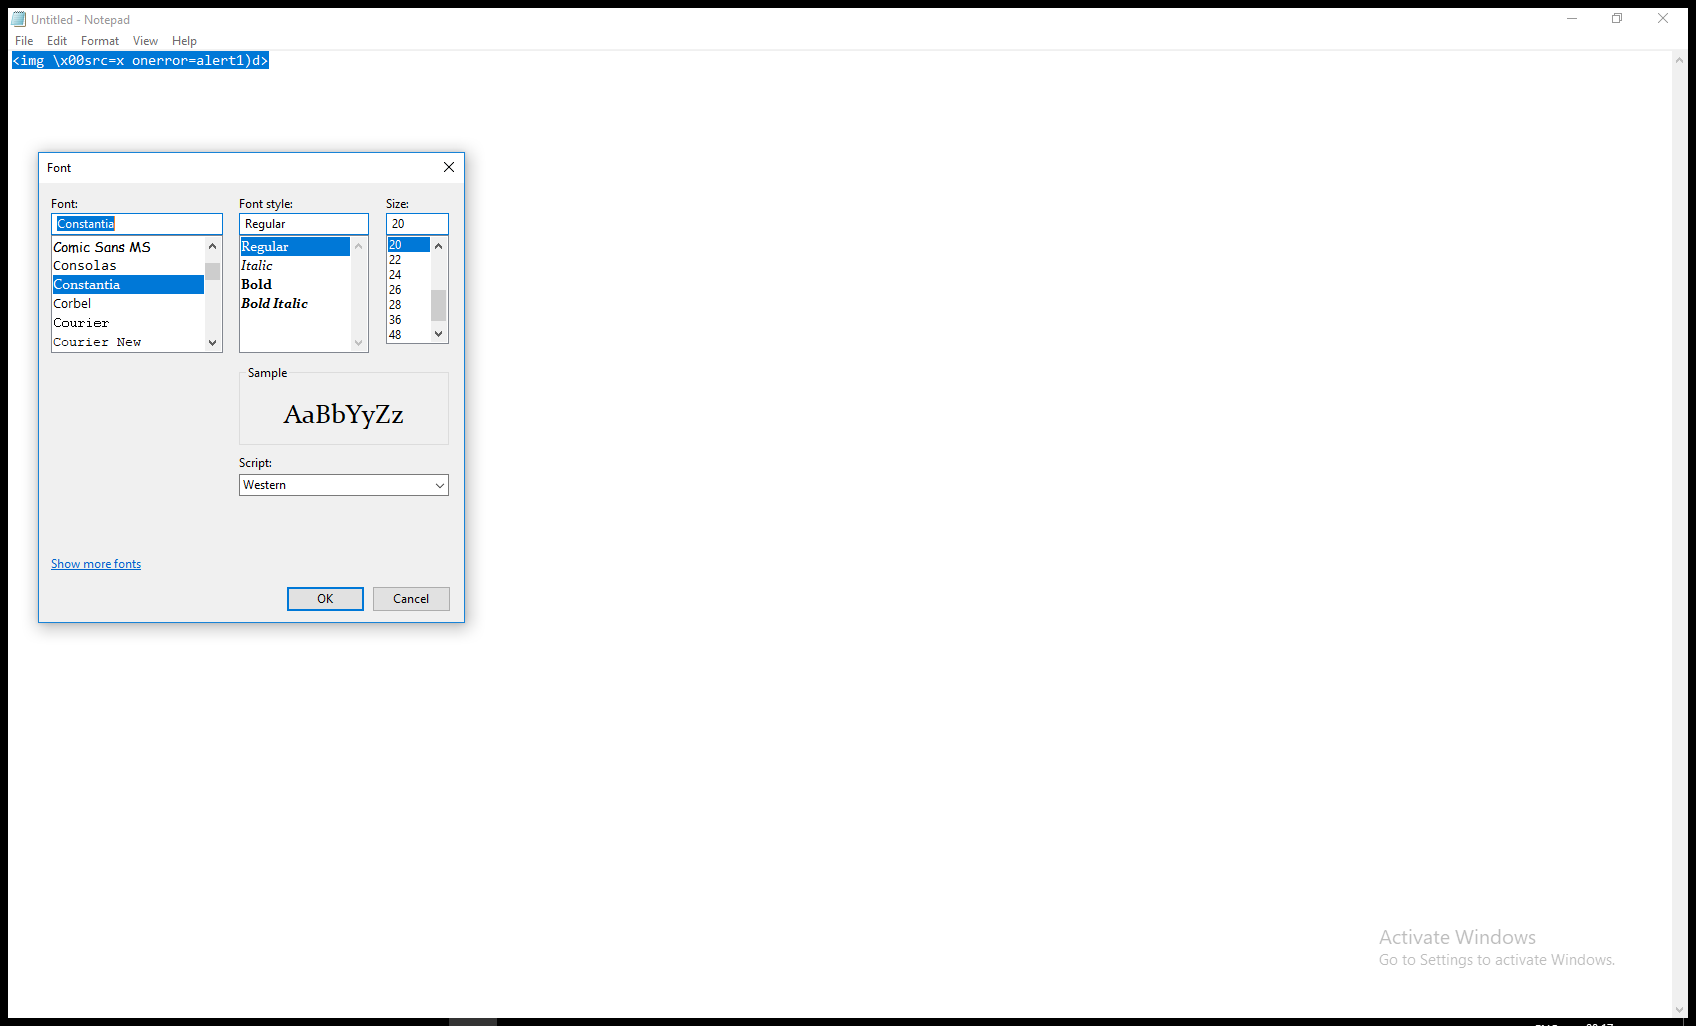 Untitled - Notepad
File Edit Format View Help
<img \x00src=x onerror=alert1)d>
Font
Font: Font style: Size:
Constantia Regular 20
Comic Sans MS
Consolas
Constantia
Corbel
Courier
Courier New
Regular
Italic
Bold
Bold Italic
20
22
24
26
28
36
48
Sample
AaBbYyZz
Script:
Western
Show more fonts
OK Cancel
Activate Windows
Go to Settings to activate Windows.